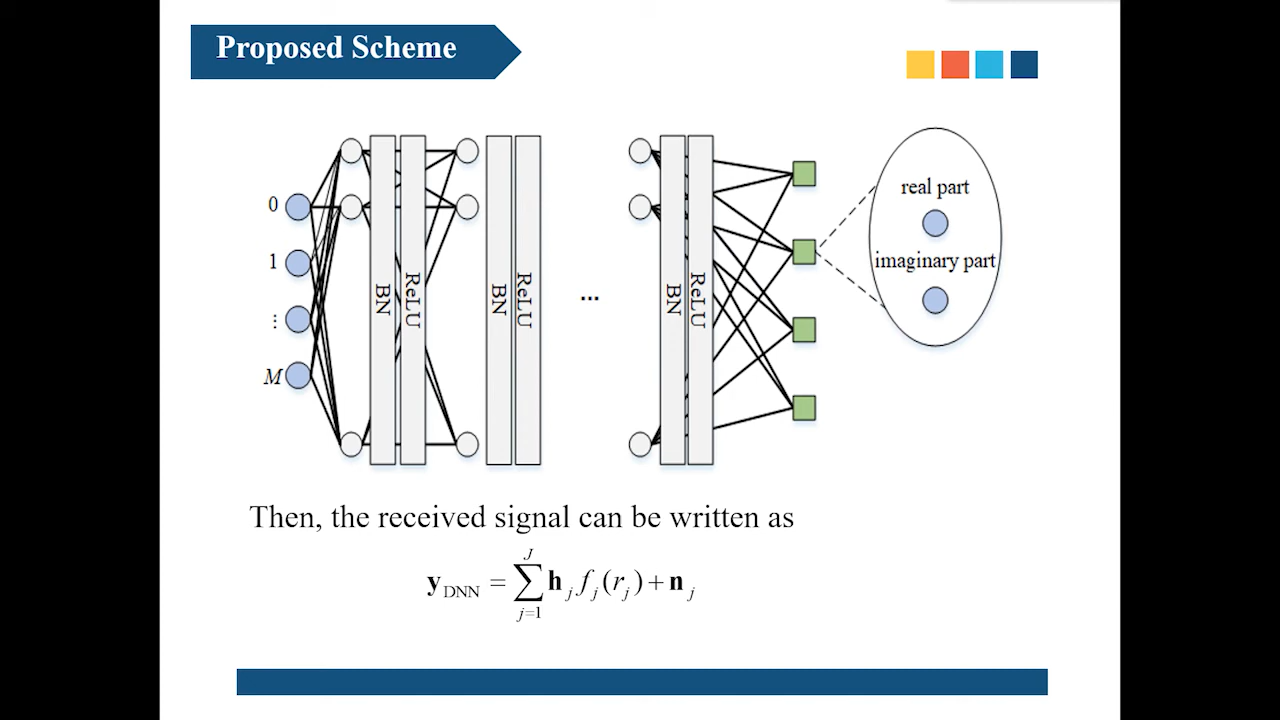 Proposed Scheme
0
1
⋮
M
BN
ReLU
BN
ReLU
...
BN
ReLU
real part
imaginary part
Then, the received signal can be written as
y_DNN = ∑_{j=1}^{J} h_j f_j(r_j) + n_j